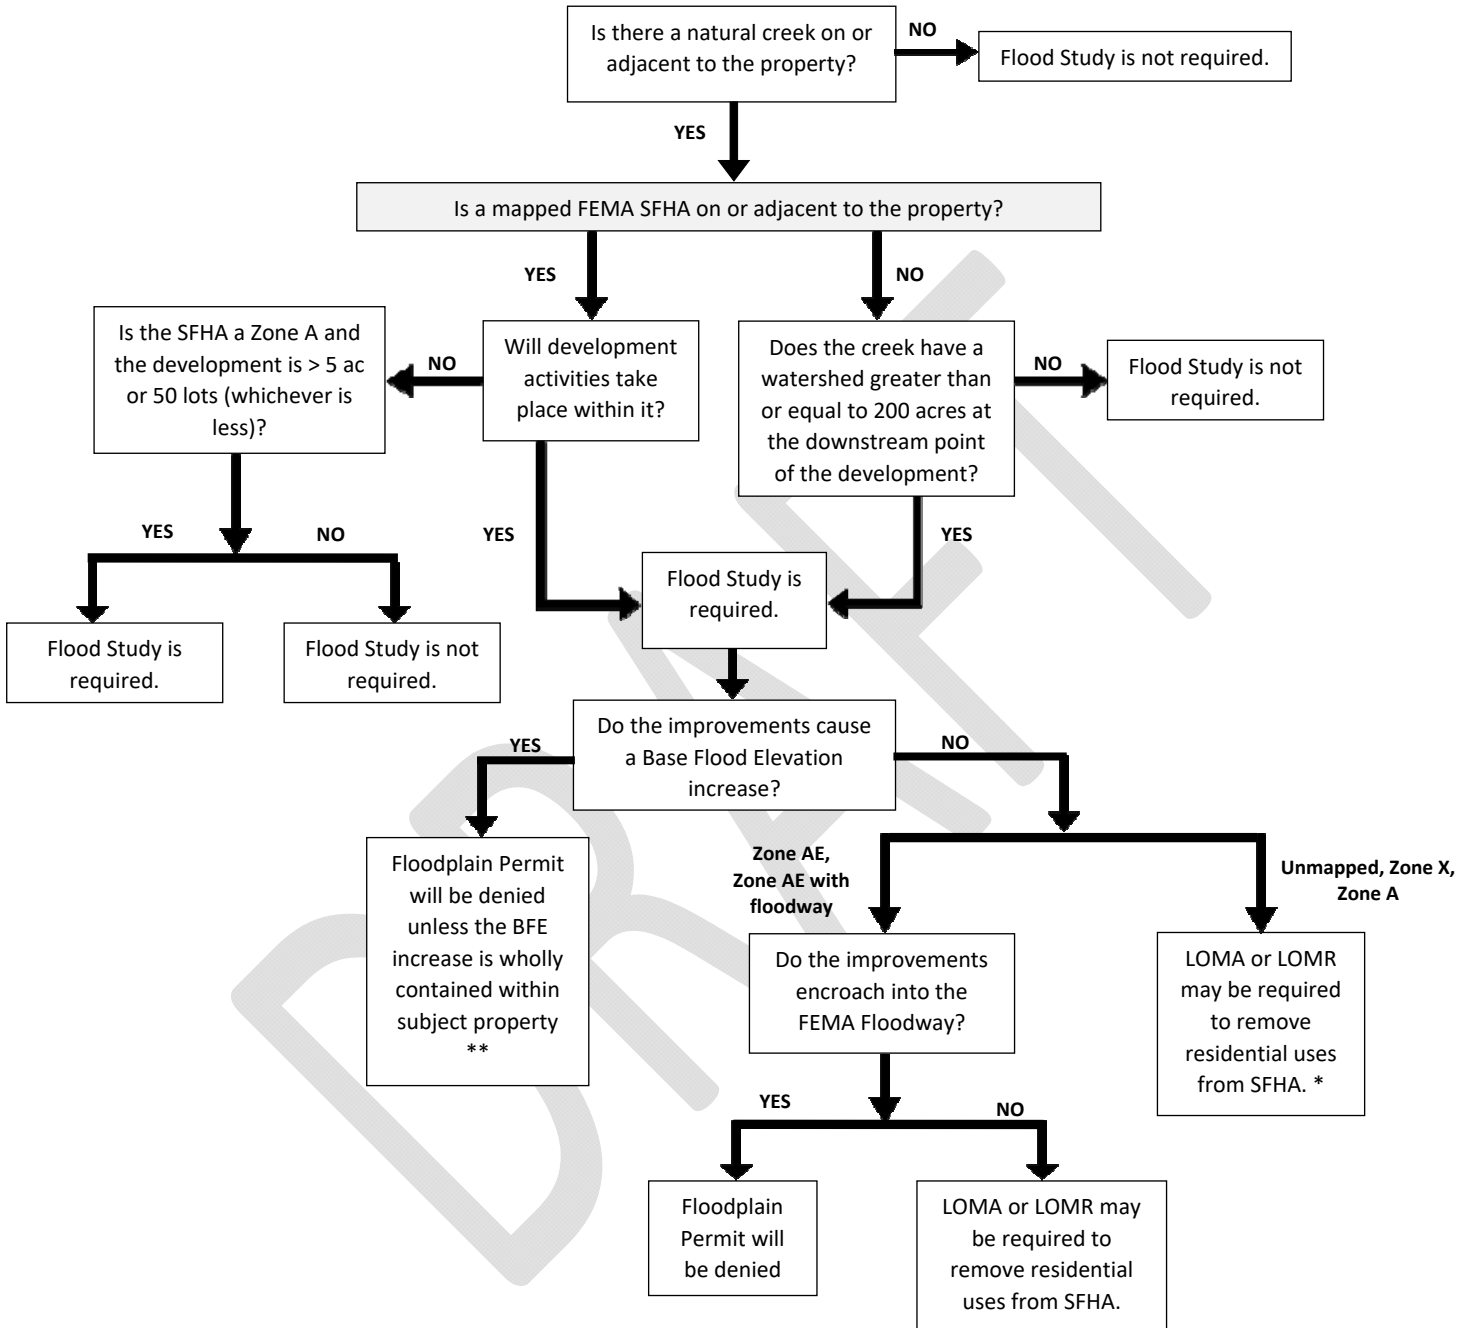 Is there a natural creek on or
adjacent to the property?
NO
Flood Study is not required.
YES
Is a mapped FEMA SFHA on or adjacent to the property?
YES
NO
Is the SFHA a Zone A and
the development is > 5 ac
or 50 lots (whichever is
less)?
NO
Will development
activities take
place within it?
Does the creek have a
watershed greater than
or equal to 200 acres at
the downstream point
of the development?
NO
Flood Study is not
required.
YES
NO
YES
YES
Flood Study is
required.
Flood Study is
required.
Flood Study is not
required.
Do the improvements cause
a Base Flood Elevation
increase?
YES
NO
Floodplain Permit
will be denied
unless the BFE
increase is wholly
contained within
subject property
**
Zone AE,
Zone AE with
floodway
Unmapped, Zone X,
Zone A
Do the improvements
encroach into the
FEMA Floodway?
LOMA or LOMR
may be required
to remove
residential uses
from SFHA. *
YES
NO
Floodplain
Permit will
be denied
LOMA or LOMR may
be required to
remove residential
uses from SFHA.
DRAFT